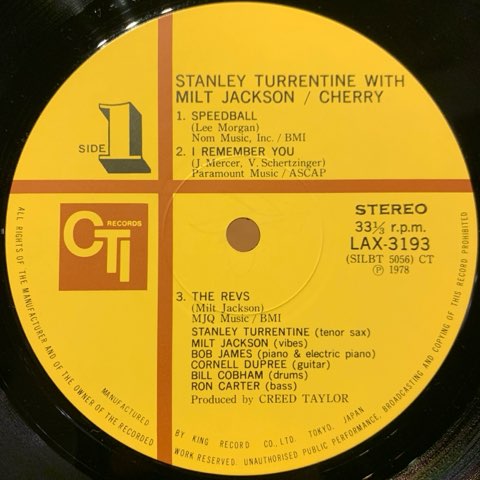 STANLEY TURRENTINE WITH
MILT JACKSON / CHERRY
1. SPEEDBALL
(Lee Morgan)
Nom Music, Inc. / BMI
2. I REMEMBER YOU
(J. Mercer, V. Schertzinger)
Paramount Music / ASCAP
SIDE 1
CTI RECORDS
STEREO
33⅓ r.p.m.
LAX-3193
(SILBT 5056) CT
Ⓟ 1978
3. THE REVS
(Milt Jackson)
MJQ Music / BMI
STANLEY TURRENTINE (tenor sax)
MILT JACKSON (vibes)
BOB JAMES (piano & electric piano)
CORNELL DUPREE (guitar)
BILL COBHAM (drums)
RON CARTER (bass)
Produced by CREED TAYLOR
MANUFACTURED BY KING RECORD CO., LTD. TOKYO, JAPAN
ALL RIGHTS OF THE MANUFACTURER AND OF THE OWNER OF THE RECORDED WORK RESERVED. UNAUTHORISED PUBLIC PERFORMANCE, BROADCASTING AND COPYING OF THIS RECORD PROHIBITED